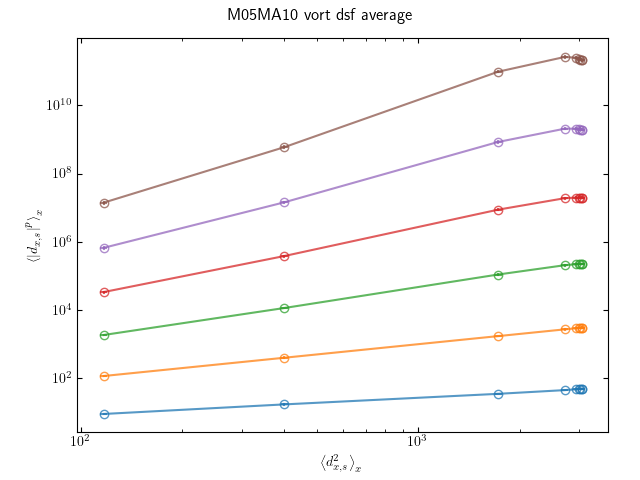 M05MA10 vort dsf average
10^{10}
10^{8}
10^{6}
10^{4}
10^{2}
⟨|d_{x,s}|^p⟩_x
10^{2}
10^{3}
⟨d^2_{x,s}⟩_x